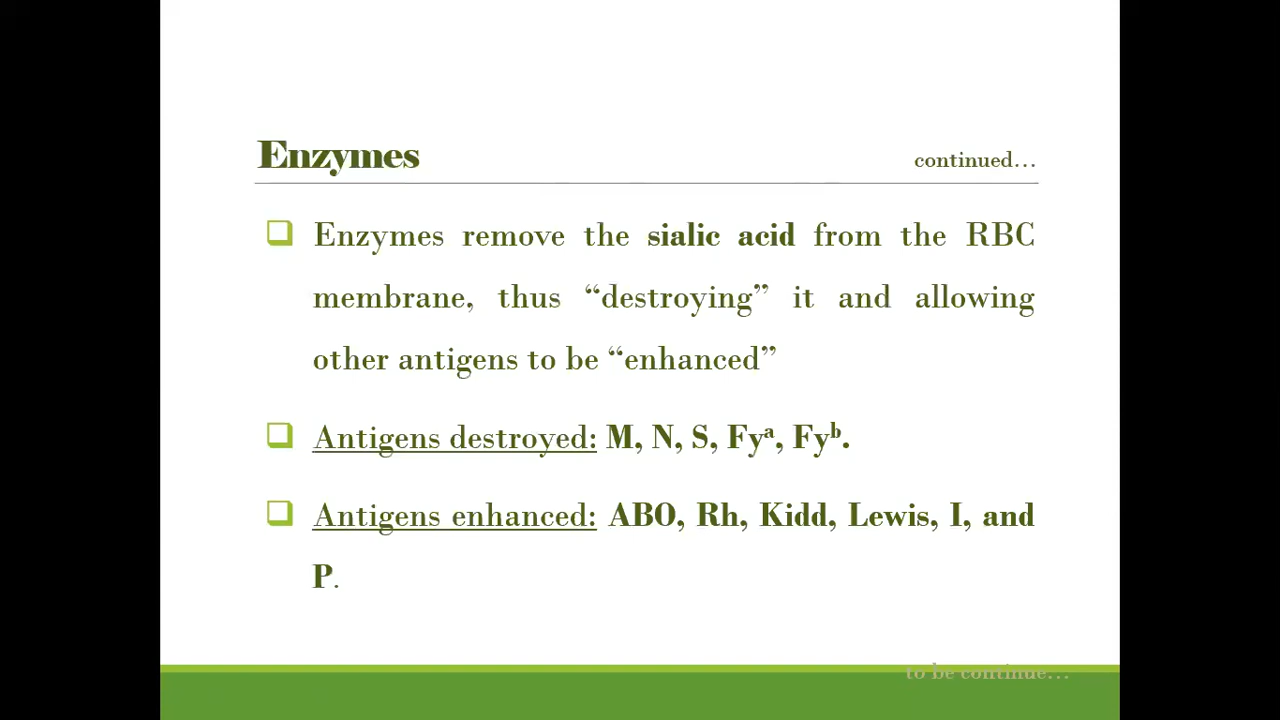 Enzymes continued…
Enzymes remove the sialic acid from the RBC
membrane, thus “destroying” it and allowing
other antigens to be “enhanced”
Antigens destroyed: M, N, S, Fyᵃ, Fyᵇ.
Antigens enhanced: ABO, Rh, Kidd, Lewis, I, and
P.
to be continue…